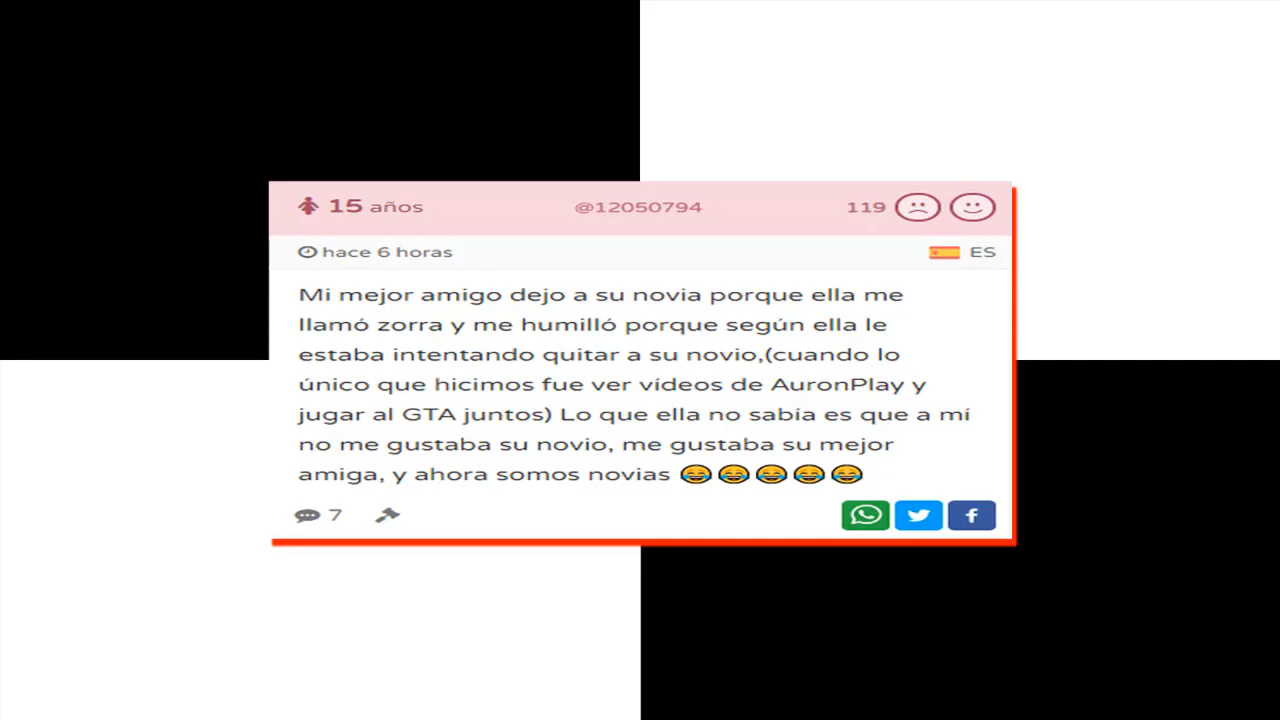 15 años @12050794 119
hace 6 horas ES
Mi mejor amigo dejo a su novia porque ella me
llamó zorra y me humilló porque según ella le
estaba intentando quitar a su novio,(cuando lo
único que hicimos fue ver vídeos de AuronPlay y
jugar al GTA juntos) Lo que ella no sabía es que a mí
no me gustaba su novio, me gustaba su mejor
amiga, y ahora somos novias 😂😂😂😂😂
7